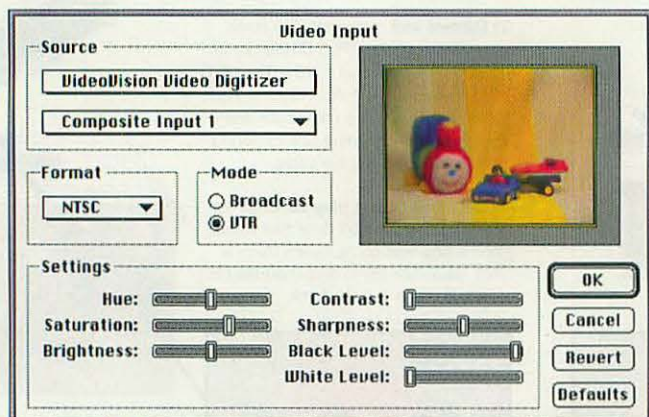 Video Input
Source
VideoVision Video Digitizer
Composite Input 1
Format
NTSC
Mode
Broadcast
VTR
Settings
Hue:
Saturation:
Brightness:
Contrast:
Sharpness:
Black Level:
White Level:
OK
Cancel
Revert
Defaults